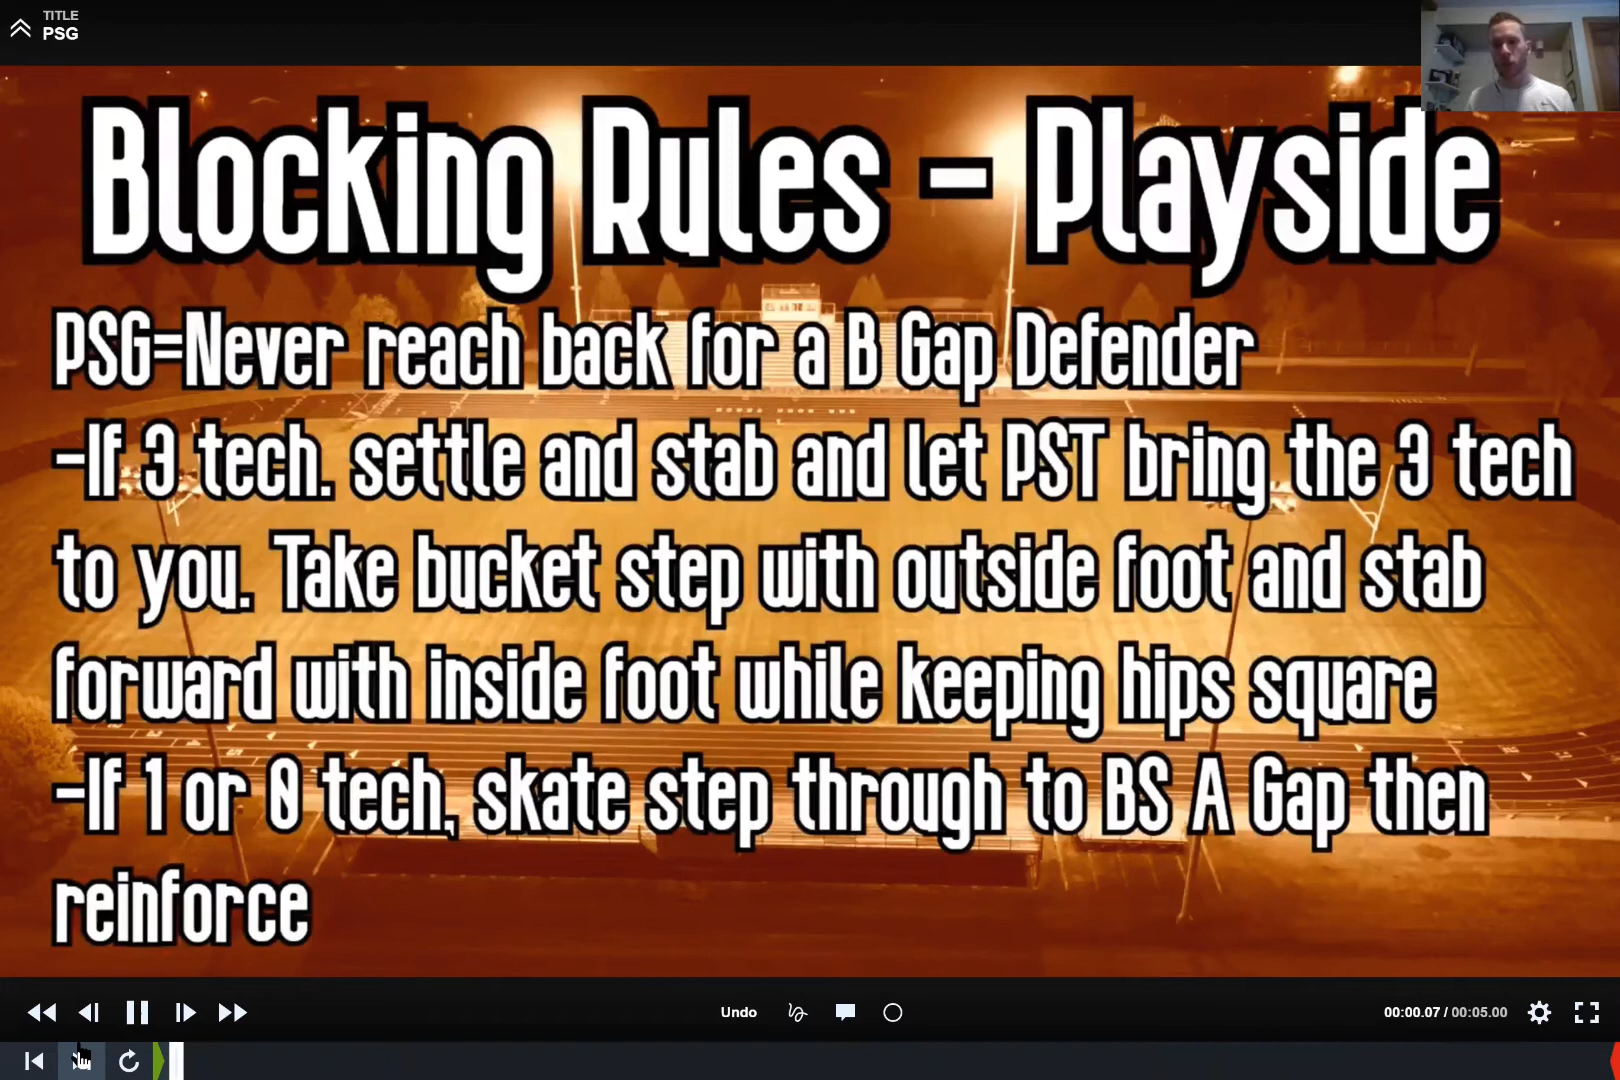 TITLE
PSG
Blocking Rules - Playside
PSG=Never reach back for a B Gap Defender
-If 3 tech. settle and stab and let PST bring the 3 tech
to you. Take bucket step with outside foot and stab
forward with inside foot while keeping hips square
-If 1 or 0 tech, skate step through to BS A Gap then
reinforce
Undo
00:00.07 / 00:05.00